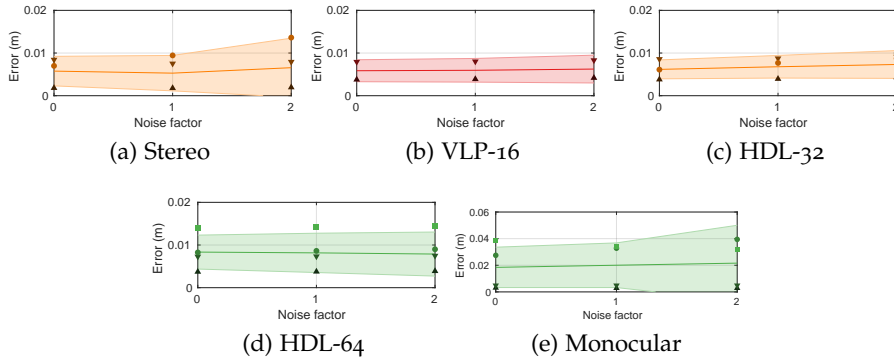 0.02
0.01
0
Error (m)
0 1 2
Noise factor
(a) Stereo
0.02
0.01
0
Error (m)
0 1 2
Noise factor
(b) VLP-16
0.02
0.01
0
Error (m)
0 1 2
Noise factor
(c) HDL-32
0.02
0.01
0
Error (m)
0 1 2
Noise factor
(d) HDL-64
0.06
0.04
0.02
0
Error (m)
0 1 2
Noise factor
(e) Monocular